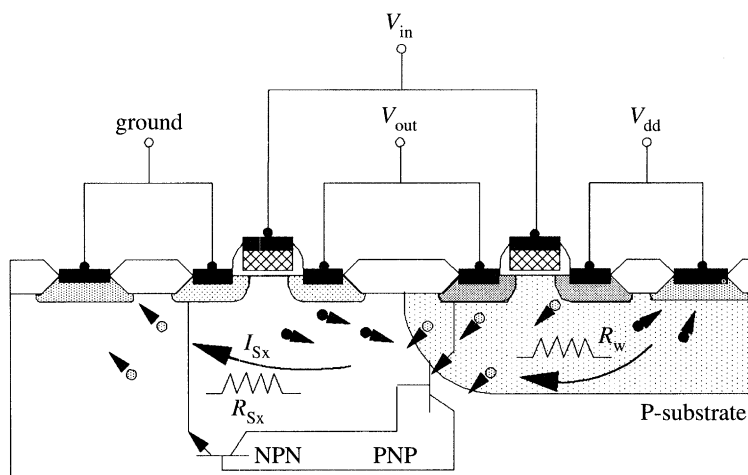 V_in
ground
V_out
V_dd
I_Sx
R_w
R_Sx
P-substrate
NPN
PNP